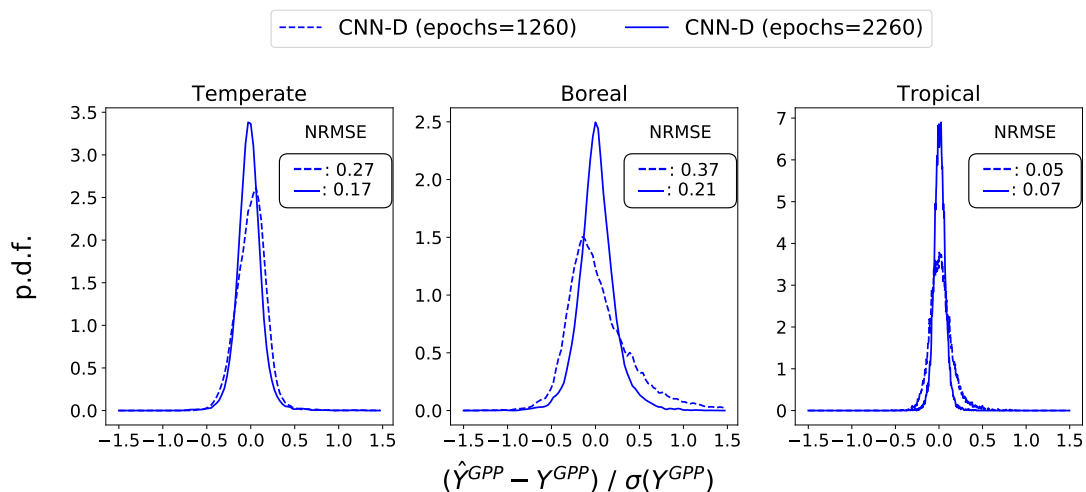 CNN-D (epochs=1260) CNN-D (epochs=2260)
Temperate Boreal Tropical
NRMSE NRMSE NRMSE
: 0.27 : 0.37 : 0.05
: 0.17 : 0.21 : 0.07
p.d.f.
3.5
3.0
2.5
2.0
1.5
1.0
0.5
0.0
2.5
2.0
1.5
1.0
0.5
0.0
7
6
5
4
3
2
1
0
−1.5 −1.0 −0.5 0.0 0.5 1.0 1.5
−1.5 −1.0 −0.5 0.0 0.5 1.0 1.5
−1.5 −1.0 −0.5 0.0 0.5 1.0 1.5
(Ŷ^GPP − Y^GPP) / σ(Y^GPP)